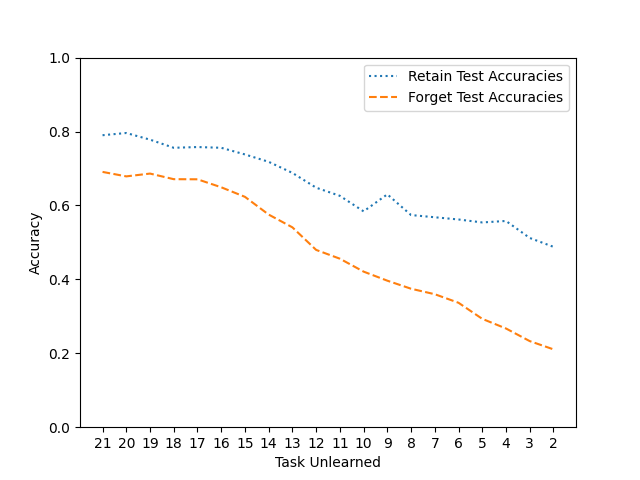 Retain Test Accuracies
Forget Test Accuracies
1.0
0.8
0.6
0.4
0.2
0.0
Accuracy
21 20 19 18 17 16 15 14 13 12 11 10 9 8 7 6 5 4 3 2
Task Unlearned